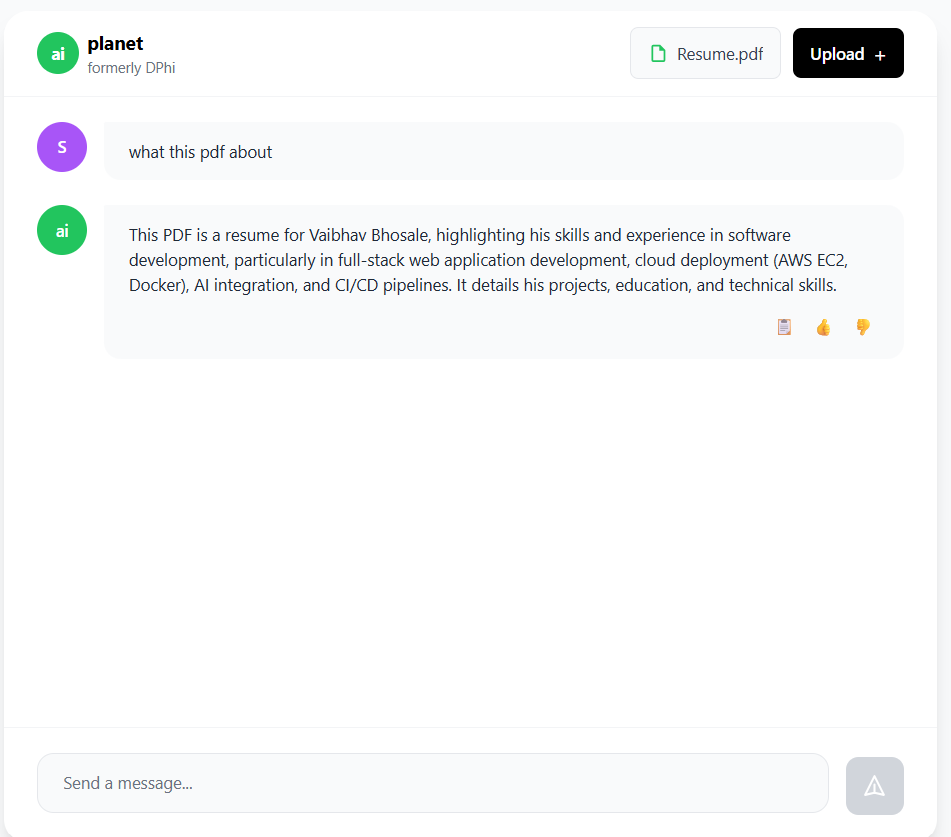 ai planet
formerly DPhi
Resume.pdf
Upload +
S
what this pdf about
ai
This PDF is a resume for Vaibhav Bhosale, highlighting his skills and experience in software
development, particularly in full-stack web application development, cloud deployment (AWS EC2,
Docker), AI integration, and CI/CD pipelines. It details his projects, education, and technical skills.
Send a message...